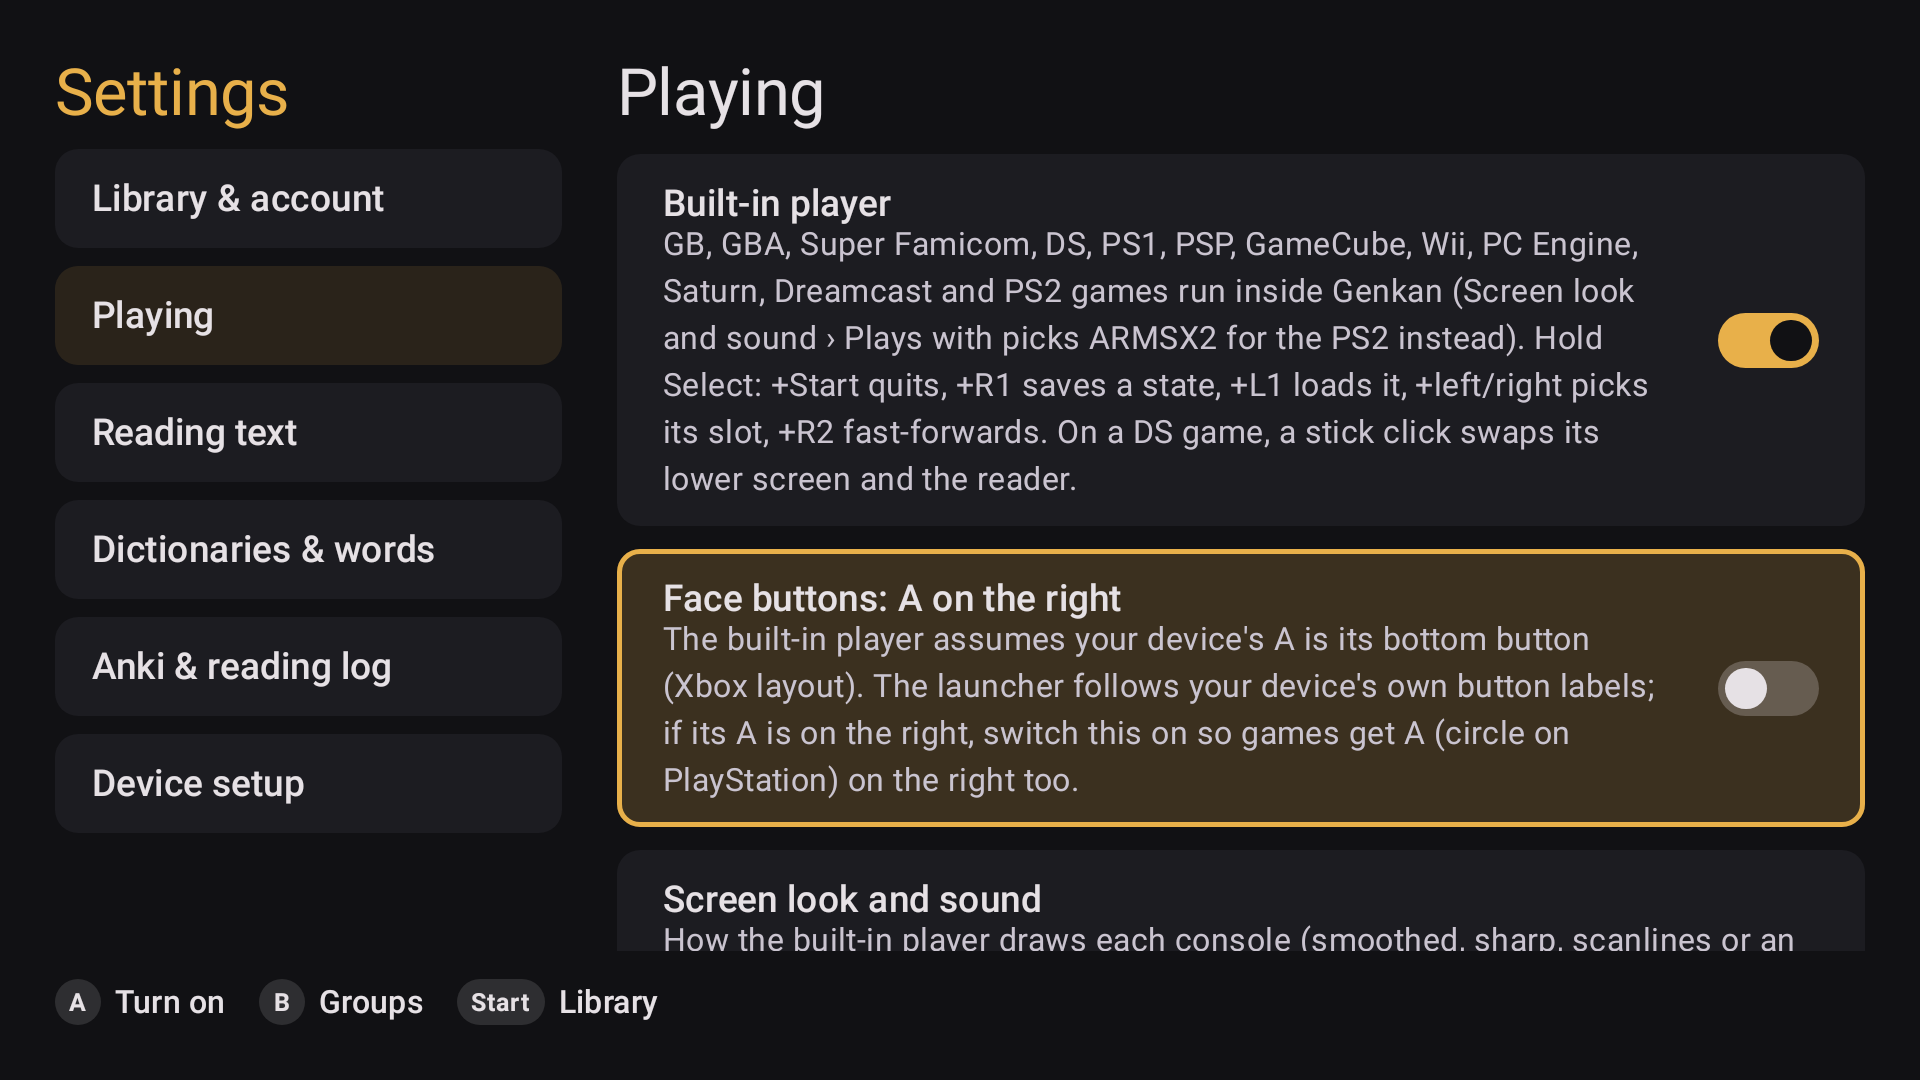 Settings
Library & account
Playing
Reading text
Dictionaries & words
Anki & reading log
Device setup
Playing
Built-in player
GB, GBA, Super Famicom, DS, PS1, PSP, GameCube, Wii, PC Engine,
Saturn, Dreamcast and PS2 games run inside Genkan (Screen look
and sound › Plays with picks ARMSX2 for the PS2 instead). Hold
Select: +Start quits, +R1 saves a state, +L1 loads it, +left/right picks
its slot, +R2 fast-forwards. On a DS game, a stick click swaps its
lower screen and the reader.
Face buttons: A on the right
The built-in player assumes your device's A is its bottom button
(Xbox layout). The launcher follows your device's own button labels;
if its A is on the right, switch this on so games get A (circle on
PlayStation) on the right too.
Screen look and sound
How the built-in player draws each console (smoothed, sharp, scanlines or an
A Turn on B Groups Start Library